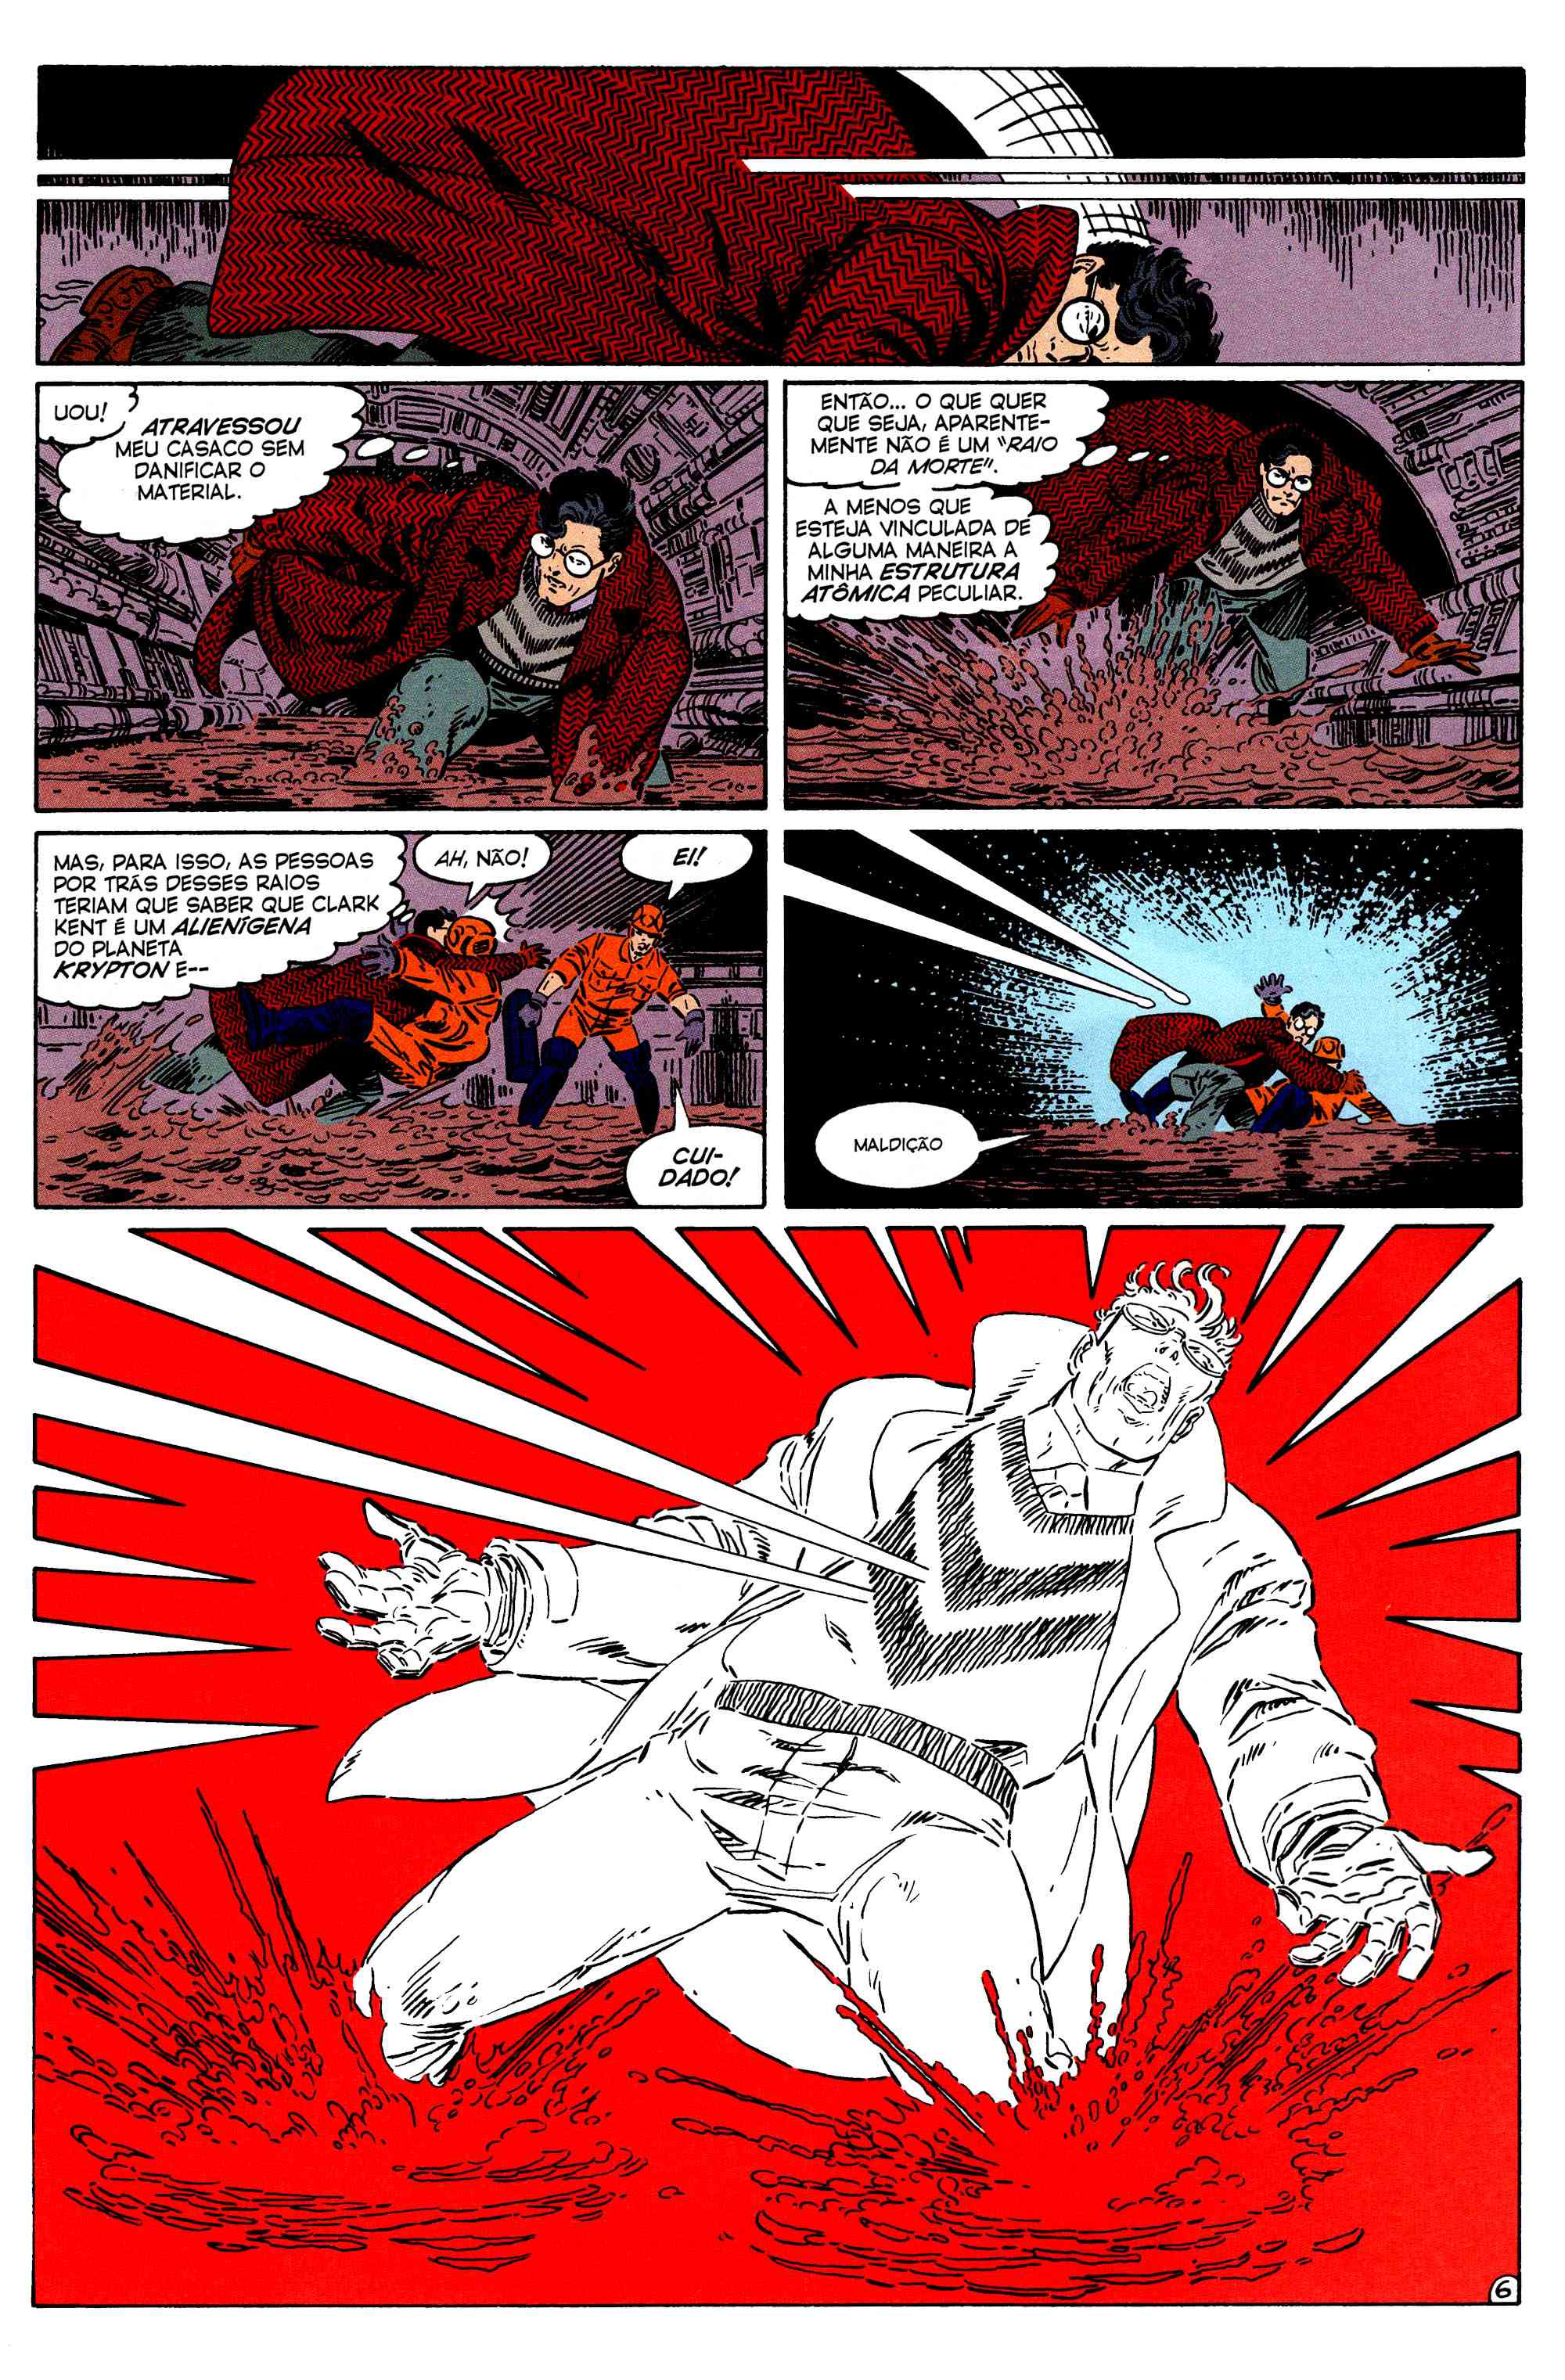 UOU!
ATRAVESSOU
MEU CASACO SEM
DANIFICAR O
MATERIAL.
ENTÃO... O QUE QUER
QUE SEJA, APARENTE-
MENTE NÃO É UM "RAIO
DA MORTE".
A MENOS QUE
ESTEJA VINCULADA DE
ALGUMA MANEIRA A
MINHA ESTRUTURA
ATÔMICA PECULIAR.
MAS, PARA ISSO, AS PESSOAS
POR TRÁS DESSES RAIOS
TERIAM QUE SABER QUE CLARK
KENT É UM ALIENÍGENA
DO PLANETA
KRYPTON E--
AH, NÃO!
EI!
CUI-
DADO!
MALDIÇÃO
6